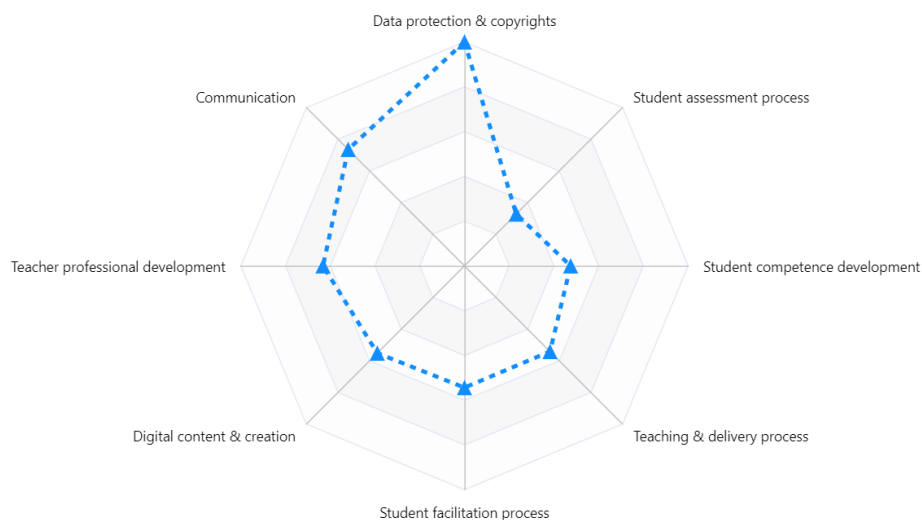 Data protection & copyrights
Communication
Student assessment process
Teacher professional development
Student competence development
Digital content & creation
Teaching & delivery process
Student facilitation process